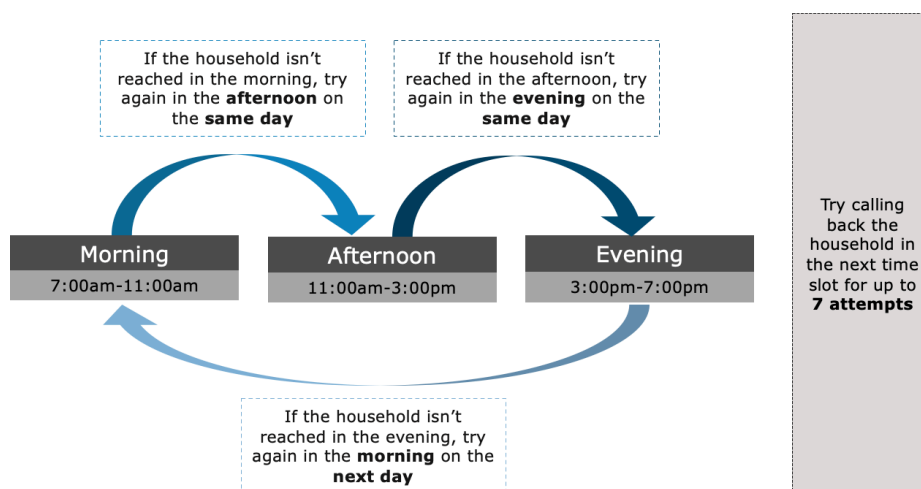 If the household isn't
reached in the morning, try
again in the afternoon on
the same day
If the household isn't
reached in the afternoon, try
again in the evening on the
same day
Morning
7:00am-11:00am
Afternoon
11:00am-3:00pm
Evening
3:00pm-7:00pm
If the household isn't
reached in the evening, try
again in the morning on the
next day
Try calling
back the
household in
the next time
slot for up to
7 attempts